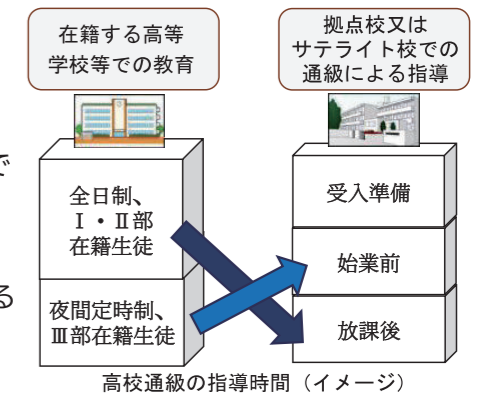 在籍する高等
学校等での教育
拠点校又は
サテライト校での
通級による指導
で
る
全日制、
Ⅰ・Ⅱ部
在籍生徒
夜間定時制、
Ⅲ部在籍生徒
受入準備
始業前
放課後
高校通級の指導時間（イメージ）